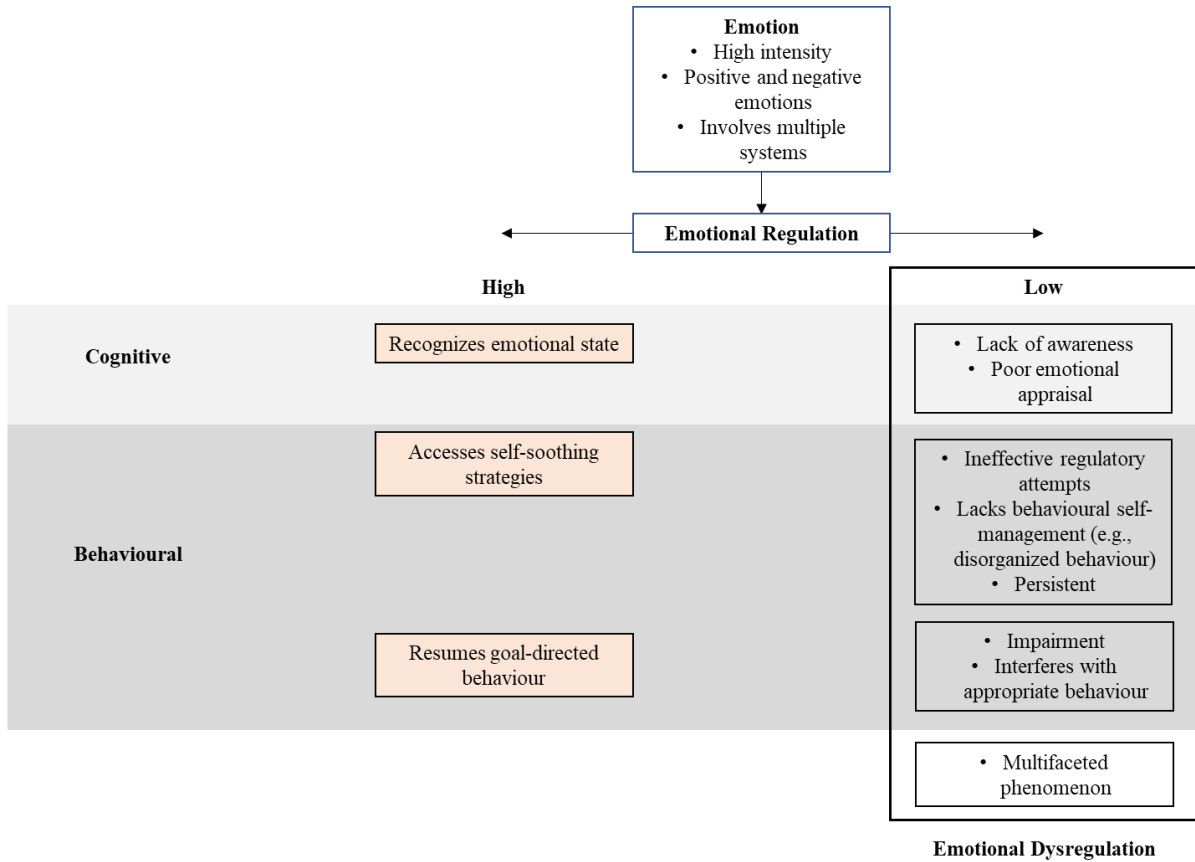 Emotion
• High intensity
• Positive and negative
emotions
• Involves multiple
systems
Emotional Regulation
High
Low
Cognitive
Recognizes emotional state
• Lack of awareness
• Poor emotional
appraisal
Behavioural
Accesses self-soothing
strategies
• Ineffective regulatory
attempts
• Lacks behavioural self-
management (e.g.,
disorganized behaviour)
• Persistent
Resumes goal-directed
behaviour
• Impairment
• Interferes with
appropriate behaviour
• Multifaceted
phenomenon
Emotional Dysregulation